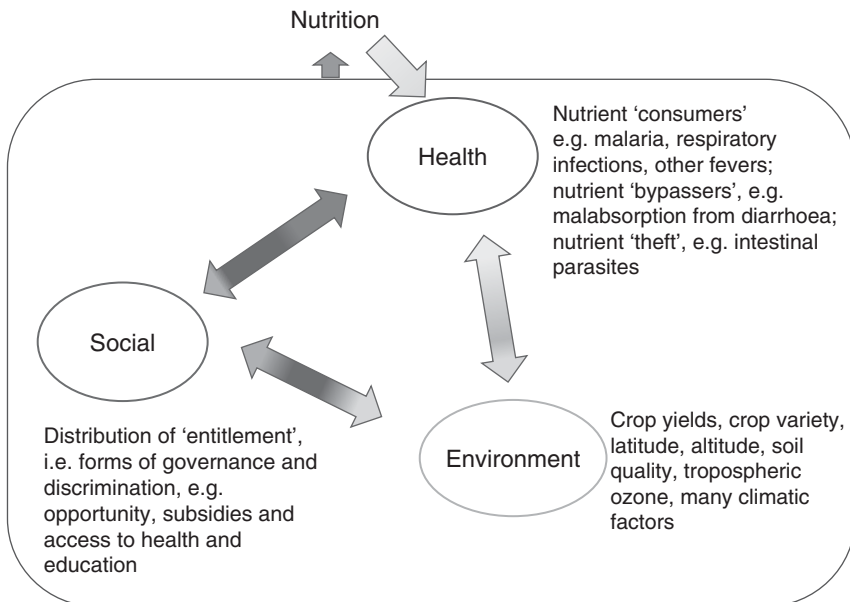 Nutrition
Health
Nutrient ‘consumers’
e.g. malaria, respiratory
infections, other fevers;
nutrient ‘bypassers’, e.g.
malabsorption from diarrhoea;
nutrient ‘theft’, e.g. intestinal
parasites
Social
Distribution of ‘entitlement’,
i.e. forms of governance and
discrimination, e.g.
opportunity, subsidies and
access to health and
education
Environment
Crop yields, crop variety,
latitude, altitude, soil
quality, tropospheric
ozone, many climatic
factors